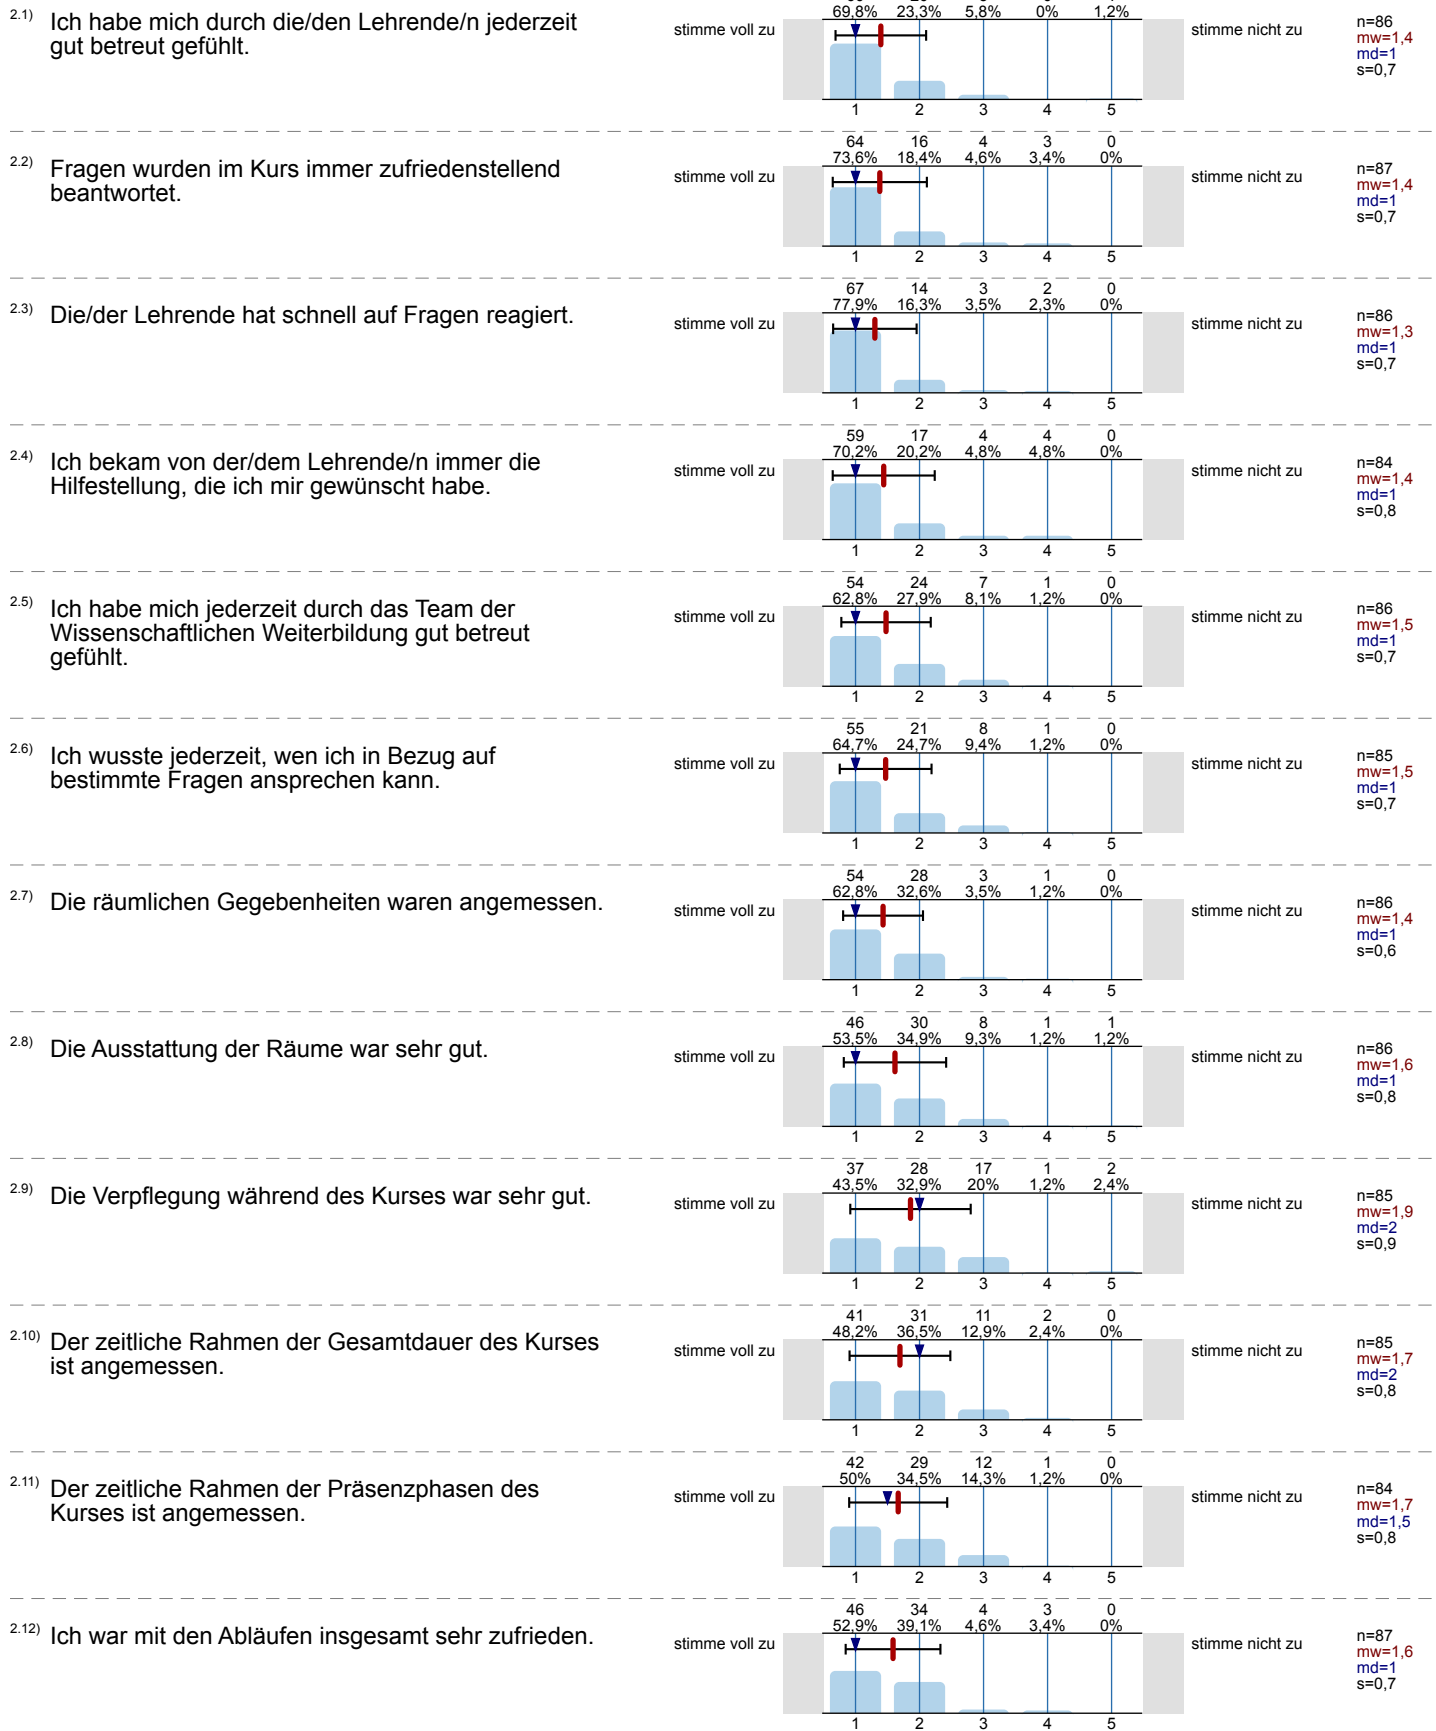 69,8% 23,3% 5,8% 0% 1,2%
2.1) Ich habe mich durch die/den Lehrende/n jederzeit
gut betreut gefühlt.
stimme voll zu stimme nicht zu
n=86
mw=1,4
md=1
s=0,7
1 2 3 4 5
64 16 4 3 0
73,6% 18,4% 4,6% 3,4% 0%
2.2) Fragen wurden im Kurs immer zufriedenstellend
beantwortet.
stimme voll zu stimme nicht zu
n=87
mw=1,4
md=1
s=0,7
1 2 3 4 5
67 14 3 2 0
77,9% 16,3% 3,5% 2,3% 0%
2.3) Die/der Lehrende hat schnell auf Fragen reagiert.
stimme voll zu stimme nicht zu
n=86
mw=1,3
md=1
s=0,7
1 2 3 4 5
59 17 4 4 0
70,2% 20,2% 4,8% 4,8% 0%
2.4) Ich bekam von der/dem Lehrende/n immer die
Hilfestellung, die ich mir gewünscht habe.
stimme voll zu stimme nicht zu
n=84
mw=1,4
md=1
s=0,8
1 2 3 4 5
54 24 7 1 0
62,8% 27,9% 8,1% 1,2% 0%
2.5) Ich habe mich jederzeit durch das Team der
Wissenschaftlichen Weiterbildung gut betreut
gefühlt.
stimme voll zu stimme nicht zu
n=86
mw=1,5
md=1
s=0,7
1 2 3 4 5
55 21 8 1 0
64,7% 24,7% 9,4% 1,2% 0%
2.6) Ich wusste jederzeit, wen ich in Bezug auf
bestimmte Fragen ansprechen kann.
stimme voll zu stimme nicht zu
n=85
mw=1,5
md=1
s=0,7
1 2 3 4 5
54 28 3 1 0
62,8% 32,6% 3,5% 1,2% 0%
2.7) Die räumlichen Gegebenheiten waren angemessen.
stimme voll zu stimme nicht zu
n=86
mw=1,4
md=1
s=0,6
1 2 3 4 5
46 30 8 1 1
53,5% 34,9% 9,3% 1,2% 1,2%
2.8) Die Ausstattung der Räume war sehr gut.
stimme voll zu stimme nicht zu
n=86
mw=1,6
md=1
s=0,8
1 2 3 4 5
37 28 17 1 2
43,5% 32,9% 20% 1,2% 2,4%
2.9) Die Verpflegung während des Kurses war sehr gut.
stimme voll zu stimme nicht zu
n=85
mw=1,9
md=2
s=0,9
1 2 3 4 5
41 31 11 2 0
48,2% 36,5% 12,9% 2,4% 0%
2.10) Der zeitliche Rahmen der Gesamtdauer des Kurses
ist angemessen.
stimme voll zu stimme nicht zu
n=85
mw=1,7
md=2
s=0,8
1 2 3 4 5
42 29 12 1 0
50% 34,5% 14,3% 1,2% 0%
2.11) Der zeitliche Rahmen der Präsenzphasen des
Kurses ist angemessen.
stimme voll zu stimme nicht zu
n=84
mw=1,7
md=1,5
s=0,8
1 2 3 4 5
46 34 4 3 0
52,9% 39,1% 4,6% 3,4% 0%
2.12) Ich war mit den Abläufen insgesamt sehr zufrieden.
stimme voll zu stimme nicht zu
n=87
mw=1,6
md=1
s=0,7
1 2 3 4 5